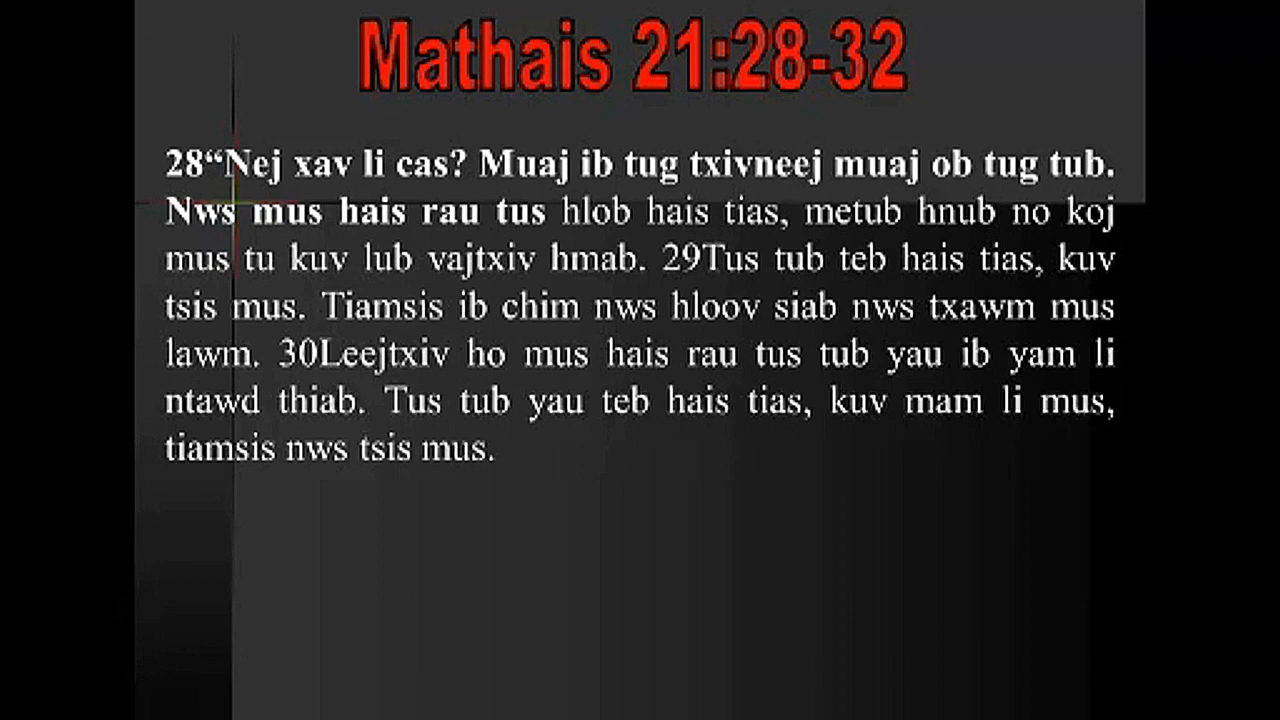 Mathais 21:28-32
28“Nej xav li cas? Muaj ib tug txivneej muaj ob tug tub.
Nws mus hais rau tus hlob hais tias, metub hnub no koj
mus tu kuv lub vajtxiv hmab. 29Tus tub teb hais tias, kuv
tsis mus. Tiamsis ib chim nws hloov siab nws txawm mus
lawm. 30Leejtxiv ho mus hais rau tus tub yau ib yam li
ntawd thiab. Tus tub yau teb hais tias, kuv mam li mus,
tiamsis nws tsis mus.